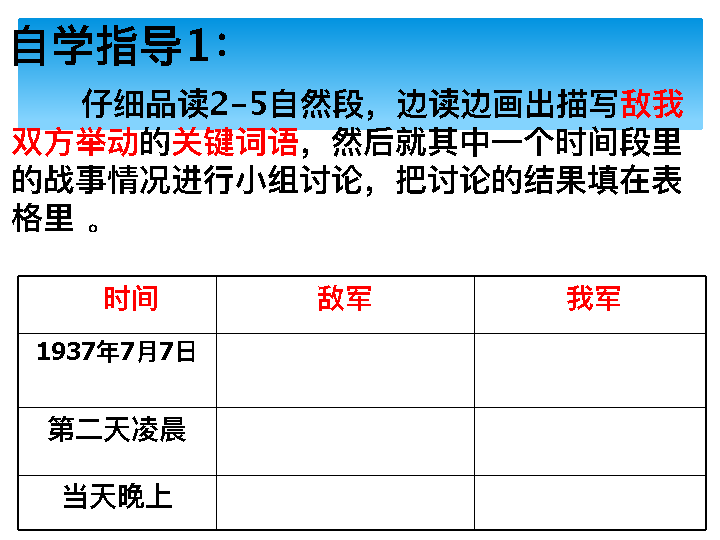 自学指导1：
仔细品读2-5自然段，边读边画出描写敌我
双方举动的关键词语，然后就其中一个时间段里
的战事情况进行小组讨论，把讨论的结果填在表
格里 。
时间 敌军 我军
1937年7月7日
第二天凌晨
当天晚上